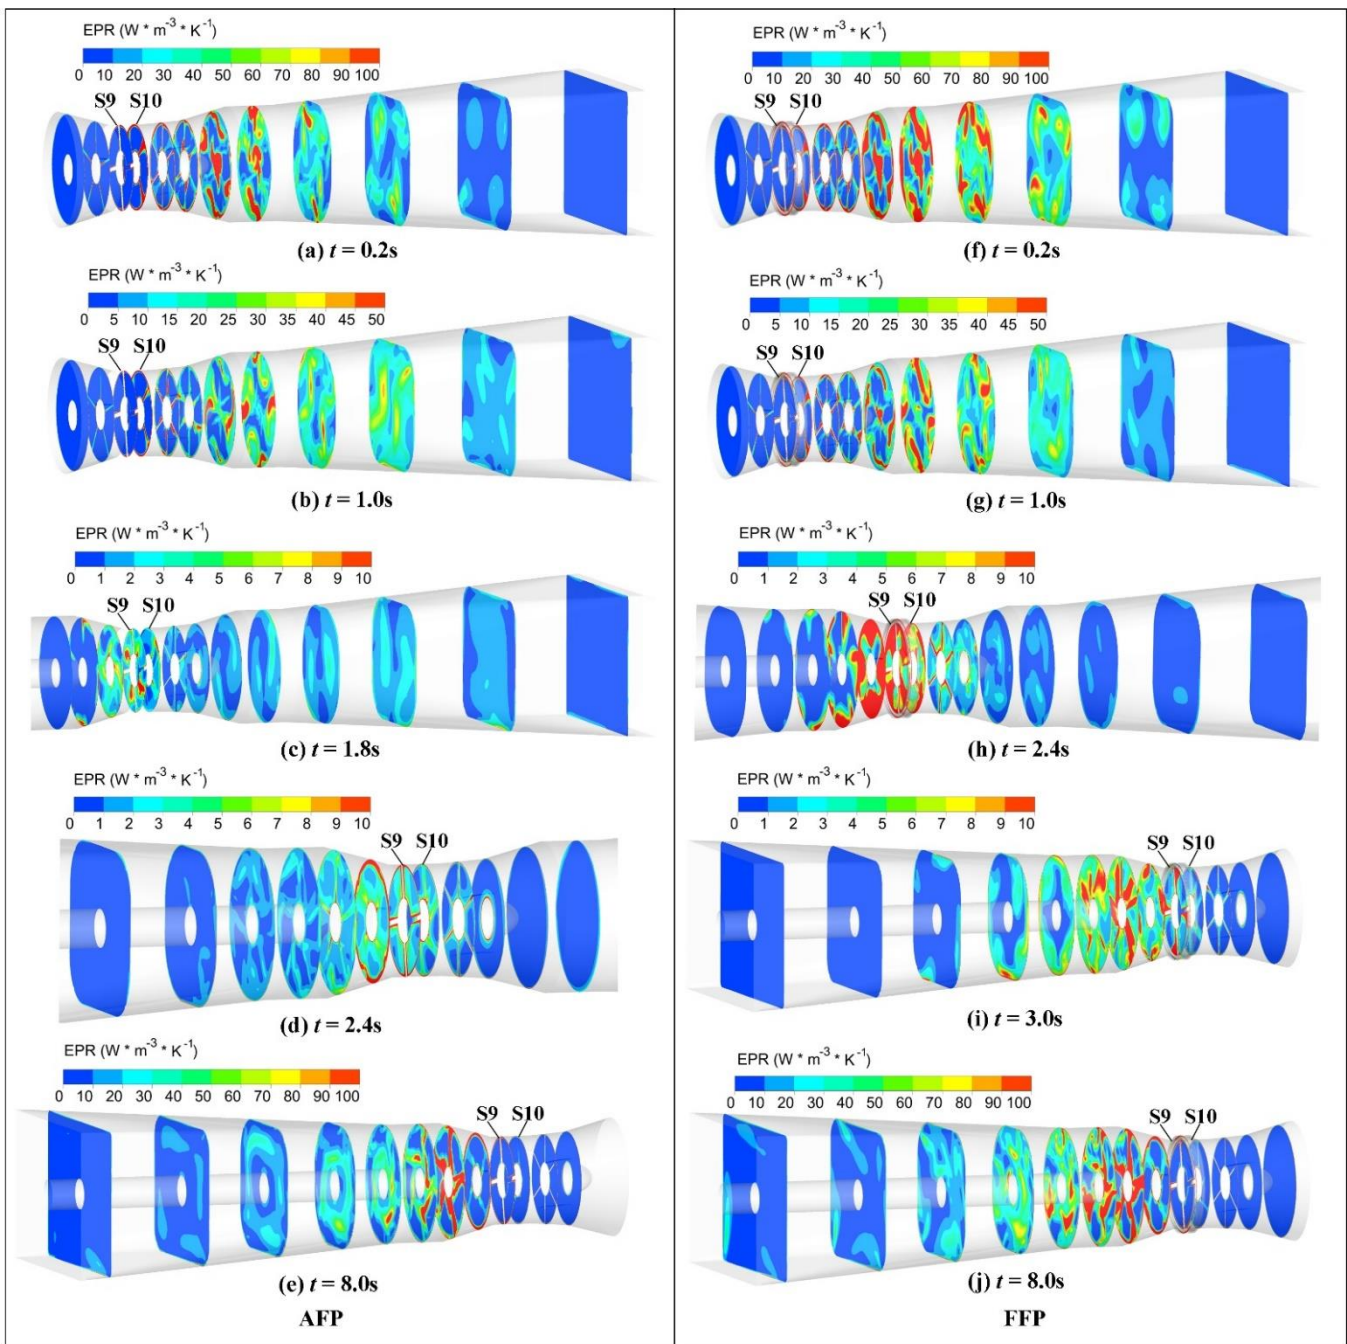 EPR (W * m⁻³ * K⁻¹)
0 10 20 30 40 50 60 70 80 90 100
S9 S10
(a) t = 0.2s
EPR (W * m⁻³ * K⁻¹)
0 5 10 15 20 25 30 35 40 45 50
S9 S10
(b) t = 1.0s
EPR (W * m⁻³ * K⁻¹)
0 1 2 3 4 5 6 7 8 9 10
S9 S10
(c) t = 1.8s
EPR (W * m⁻³ * K⁻¹)
0 1 2 3 4 5 6 7 8 9 10
S9 S10
(d) t = 2.4s
EPR (W * m⁻³ * K⁻¹)
0 10 20 30 40 50 60 70 80 90 100
S9 S10
(e) t = 8.0s
AFP
EPR (W * m⁻³ * K⁻¹)
0 10 20 30 40 50 60 70 80 90 100
S9 S10
(f) t = 0.2s
EPR (W * m⁻³ * K⁻¹)
0 5 10 15 20 25 30 35 40 45 50
S9 S10
(g) t = 1.0s
EPR (W * m⁻³ * K⁻¹)
0 1 2 3 4 5 6 7 8 9 10
S9 S10
(h) t = 2.4s
EPR (W * m⁻³ * K⁻¹)
0 1 2 3 4 5 6 7 8 9 10
S9 S10
(i) t = 3.0s
EPR (W * m⁻³ * K⁻¹)
0 10 20 30 40 50 60 70 80 90 100
S9 S10
(j) t = 8.0s
FFP